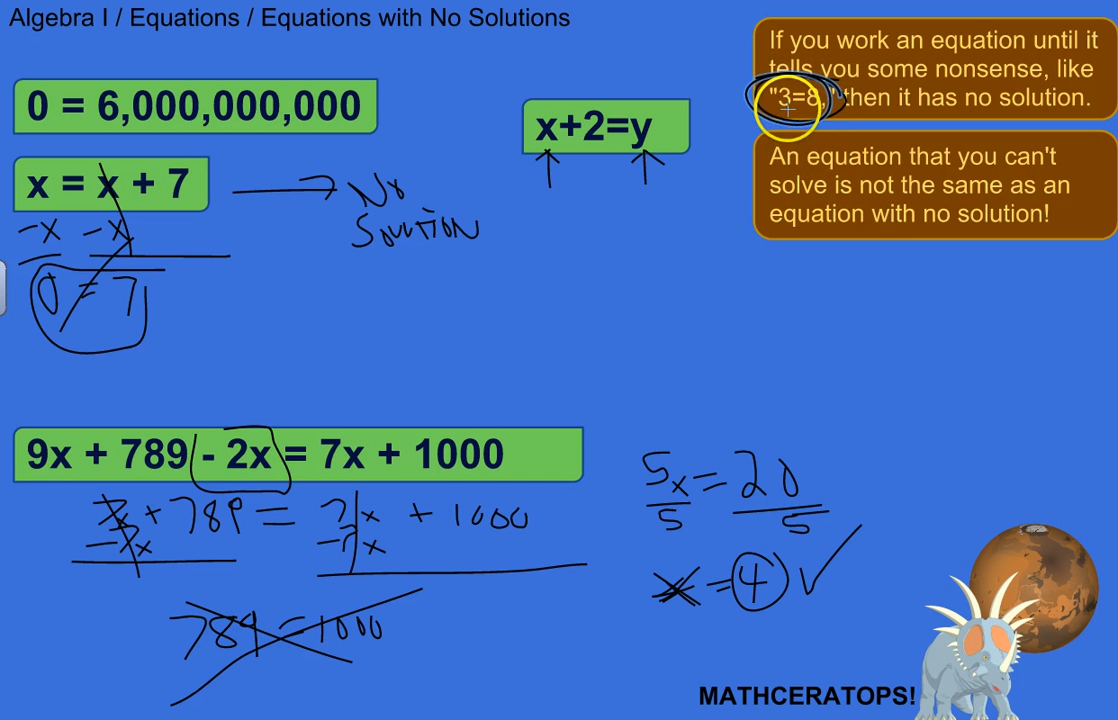 Algebra I / Equations / Equations with No Solutions
0 = 6,000,000,000
x = x + 7
-x -x
0 = 7
No
Solution
x+2=y
If you work an equation until it
tells you some nonsense, like
"3=8," then it has no solution.
An equation that you can't
solve is not the same as an
equation with no solution!
9x + 789 - 2x = 7x + 1000
7x + 789 = 7x + 1000
-7x -7x
789 = 1000
5x = 20
5 5
x = 4 ✓
MATHCERATOPS!